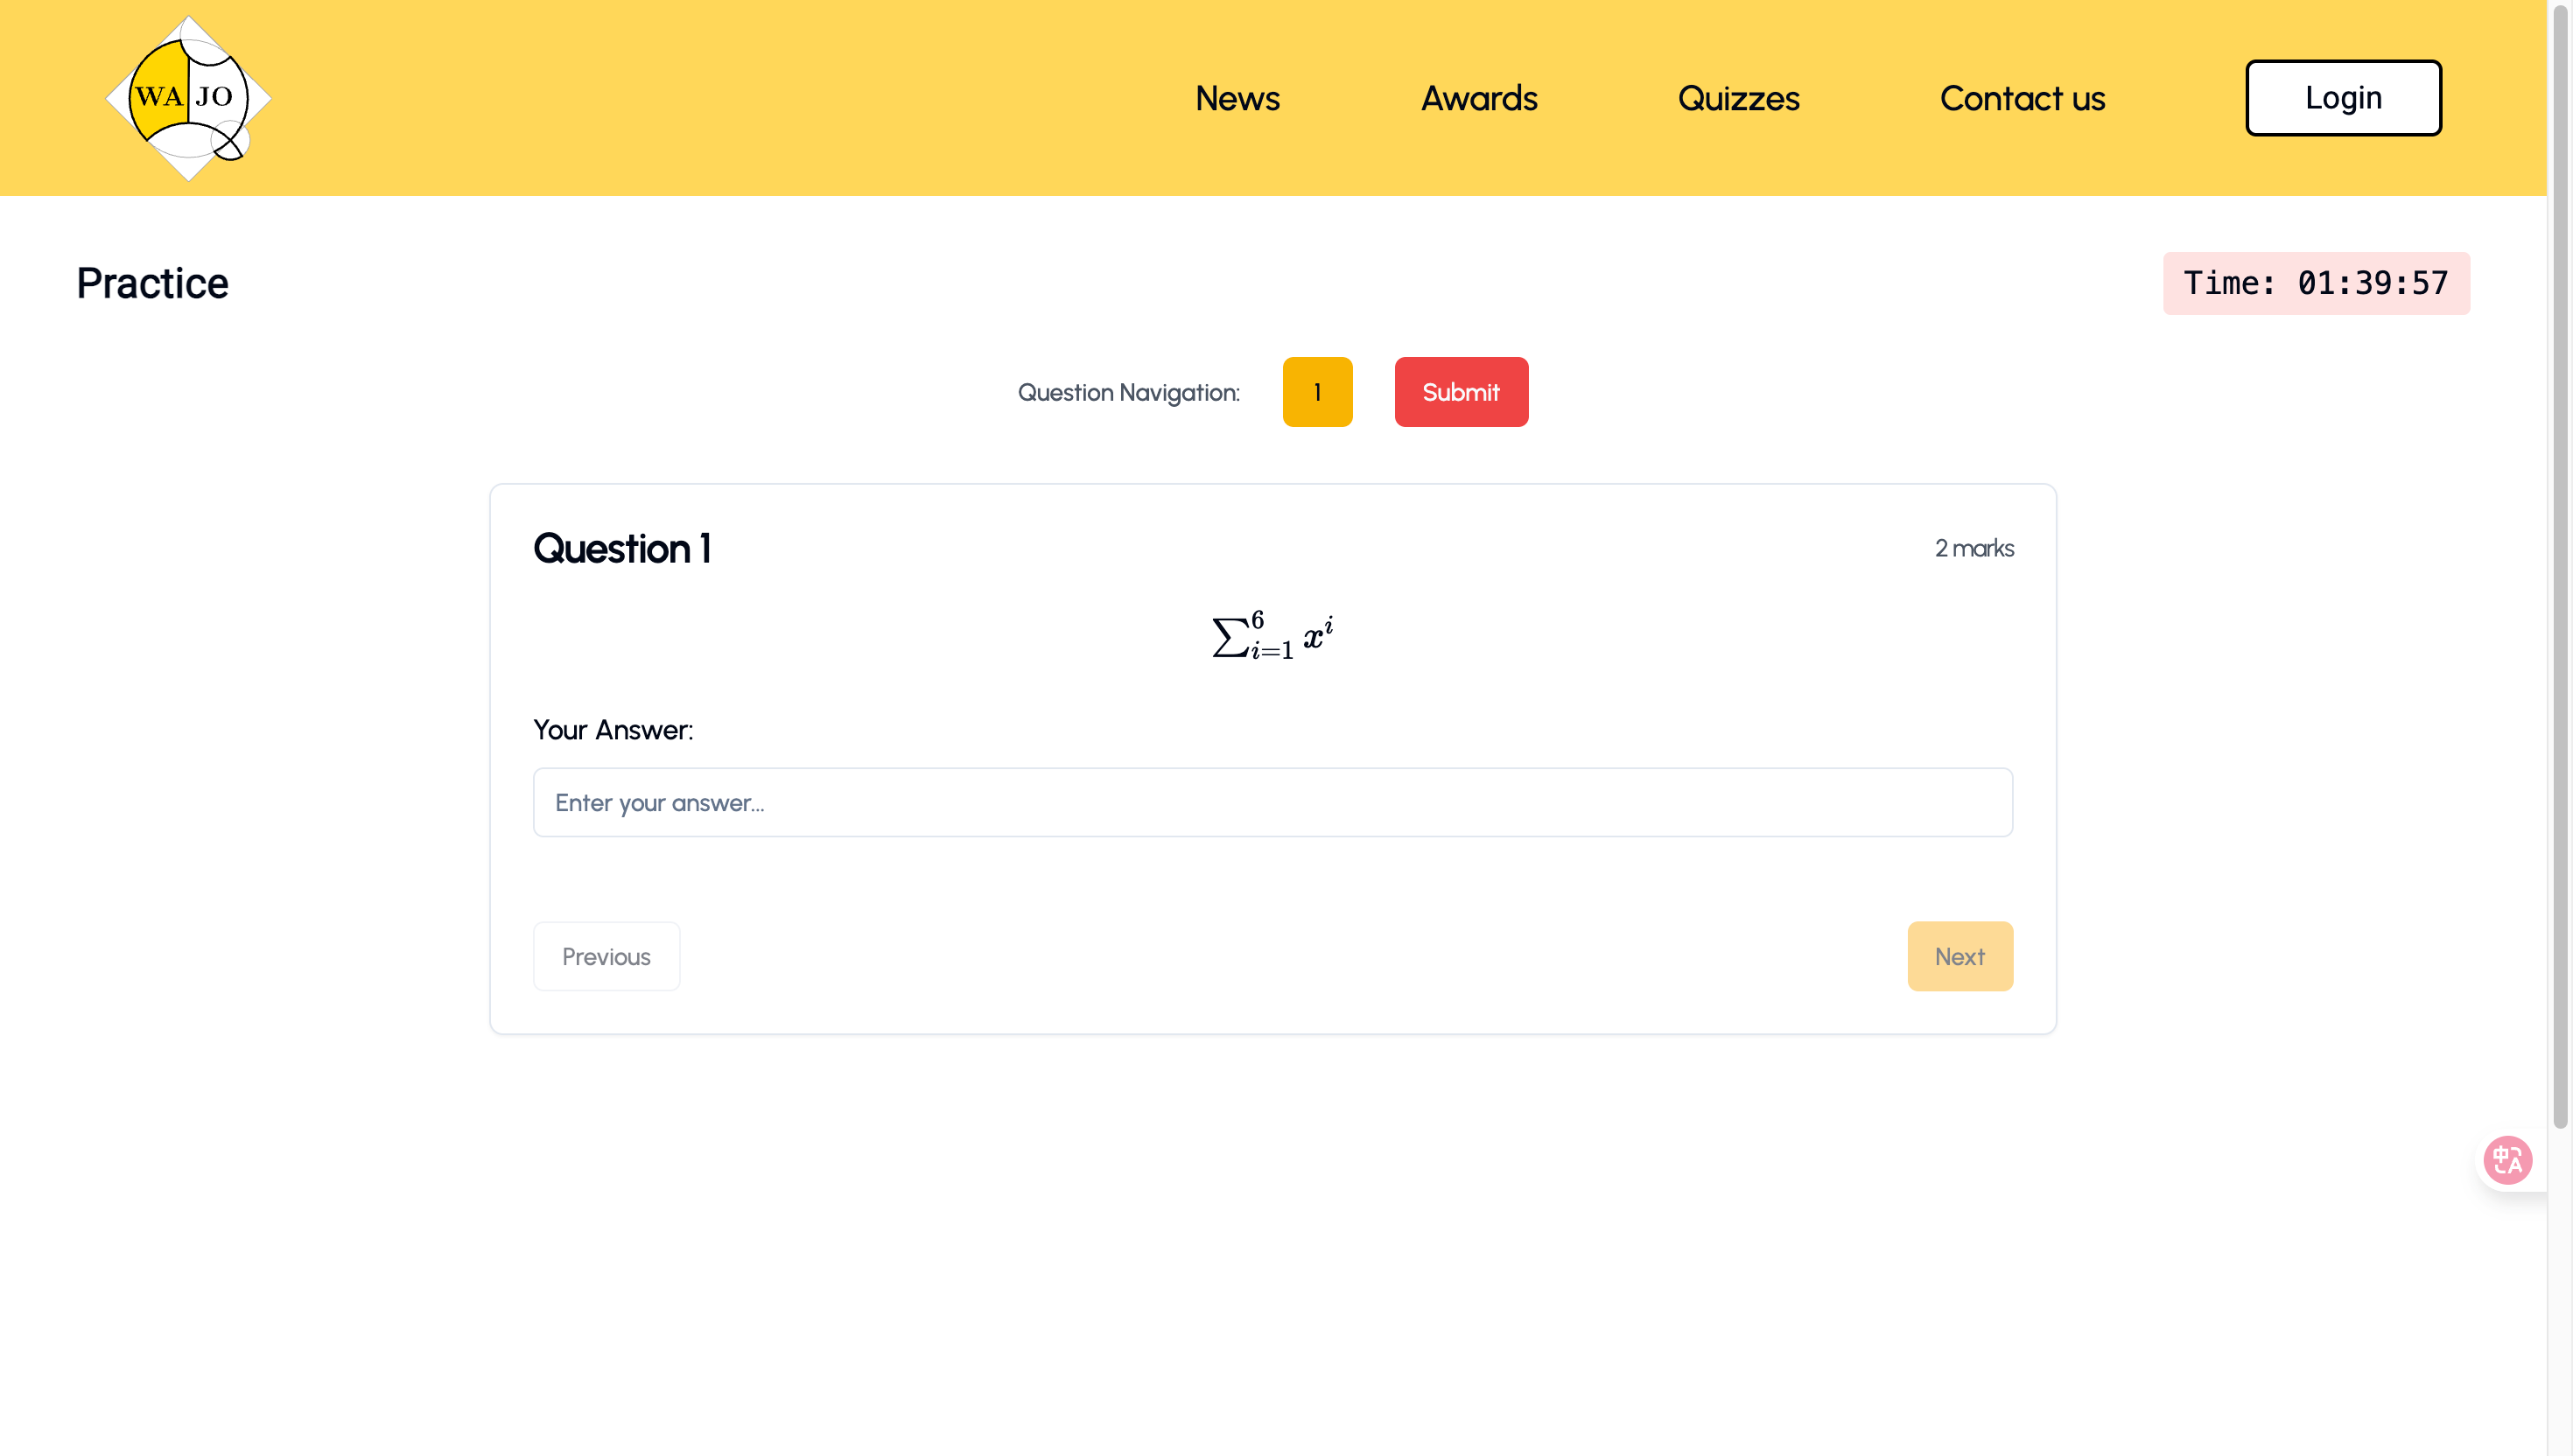 WA JO
News Awards Quizzes Contact us Login
Practice
Time: 01:39:57
Question Navigation: 1 Submit
Question 1
2 marks
∑_{i=1}^{6} x^i
Your Answer:
Enter your answer...
Previous Next
中 A